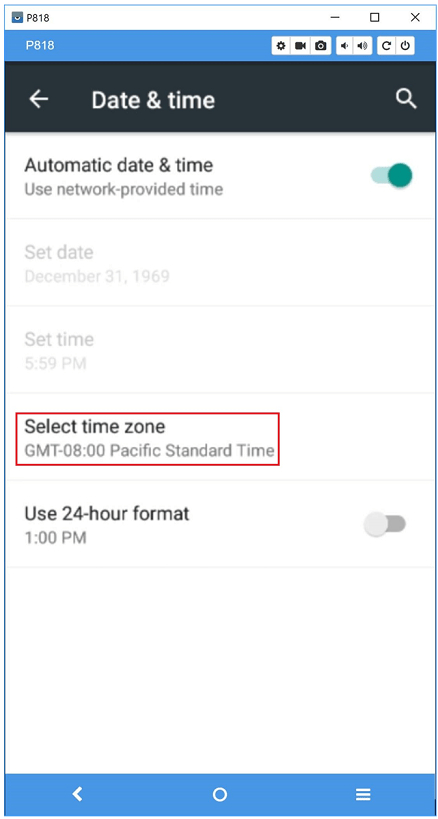 P818
P818
Date & time
Automatic date & time
Use network-provided time
Set date
December 31, 1969
Set time
5:59 PM
Select time zone
GMT-08:00 Pacific Standard Time
Use 24-hour format
1:00 PM